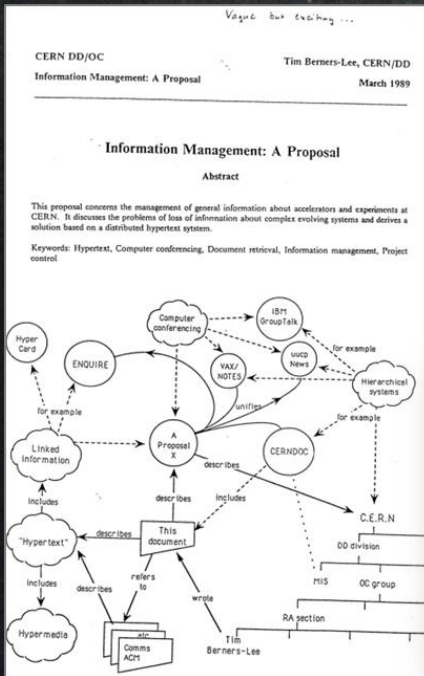 Vague but exciting ...
CERN DD/OC
Tim Berners-Lee, CERN/DD
Information Management: A Proposal
March 1989
Information Management: A Proposal
Abstract
This proposal concerns the management of general information about accelerators and experiments at
CERN. It discusses the problems of loss of information about complex evolving systems and derives a
solution based on a distributed hypertext sytstem.
Keywords: Hypertext, Computer conferencing, Document retrieval, Information management, Project
control
IBM
GroupTalk
Computer
conferencing
Hyper
Card
ENQUIRE
VAX/
NOTES
uucp
News
for example
Hierarchical
systems
unifies
for example
for example
Linked
information
A
Proposal
X
CERNDOC
describes
includes
describes
includes
C.E.R.N
"Hypertext"
describes
This
document
DD division
includes
describes
refers
to
wrote
MIS
OC group
RA section
Hypermedia
etc
Comms
ACM
Tim
Berners-Lee